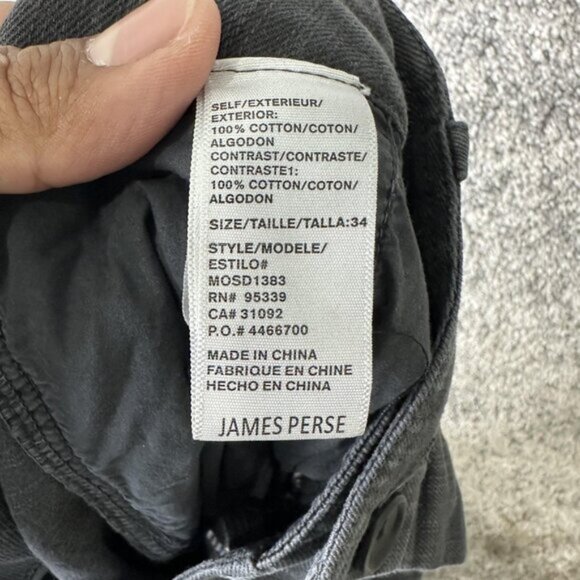 SELF/EXTERIEUR/
EXTERIOR:
100% COTTON/COTON/
ALGODON
CONTRAST/CONTRASTE/
CONTRASTE1:
100% COTTON/COTON/
ALGODON
SIZE/TAILLE/TALLA:34
STYLE/MODELE/
ESTILO#
MOSD1383
RN# 95339
CA# 31092
P.O.# 4466700
MADE IN CHINA
FABRIQUE EN CHINE
HECHO EN CHINA
JAMES PERSE